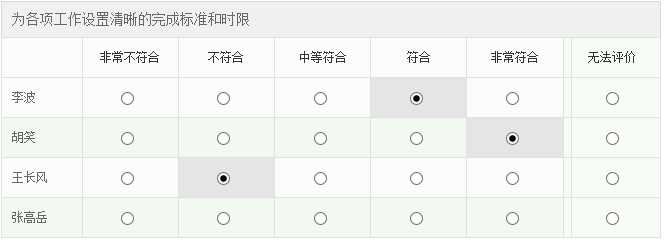 为各项工作设置清晰的完成标准和时限
非常不符合 不符合 中等符合 符合 非常符合 无法评价
李波
胡笑
王长风
张高岳